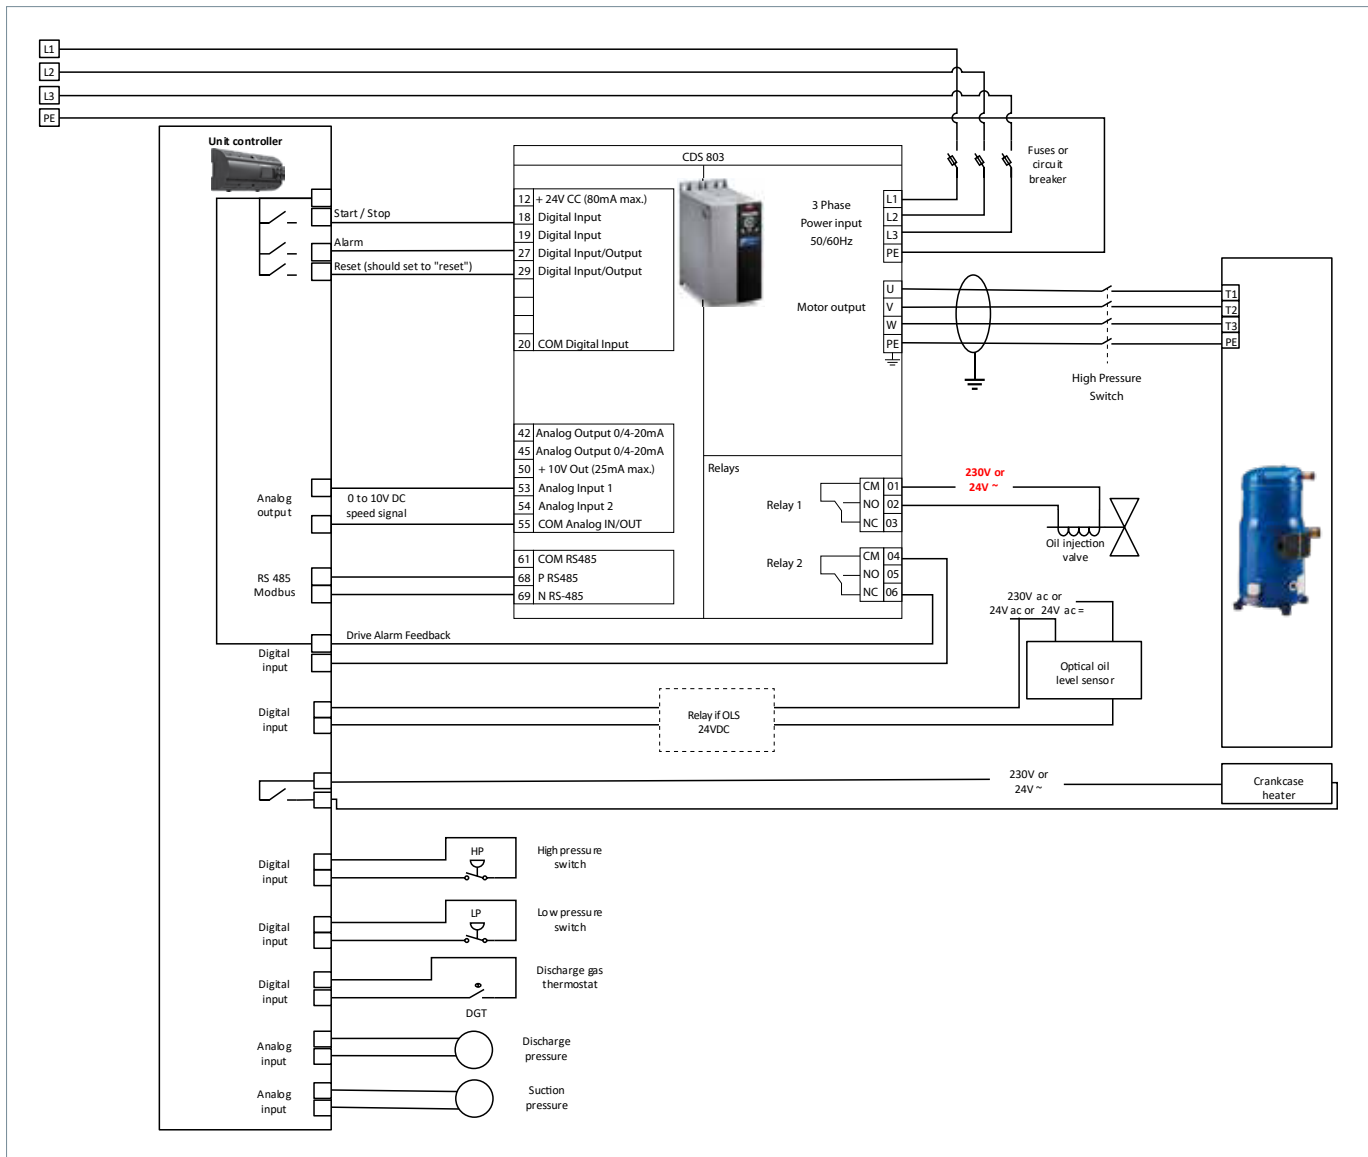 L1
L2
L3
PE
Unit controller
Start / Stop
Alarm
Reset (should set to "reset")
CDS 803
12 + 24V CC (80mA max.)
18 Digital Input
19 Digital Input
27 Digital Input/Output
29 Digital Input/Output
20 COM Digital Input
3 Phase
Power input
50/60Hz
L1
L2
L3
PE
Fuses or
circuit
breaker
Motor output
U
V
W
PE
High Pressure
Switch
T1
T2
T3
PE
42 Analog Output 0/4-20mA
45 Analog Output 0/4-20mA
50 + 10V Out (25mA max.)
53 Analog Input 1
54 Analog Input 2
55 COM Analog IN/OUT
Analog
output
0 to 10V DC
speed signal
61 COM RS485
68 P RS485
69 N RS-485
RS 485
Modbus
Relays
Relay 1
CM 01
NO 02
NC 03
Relay 2
CM 04
NO 05
NC 06
230V or
24V ~
Oil injection
valve
230V ac or
24V ac or 24V ac =
Optical oil
level sensor
Drive Alarm Feedback
Digital
input
Digital
input
Relay if OLS
24VDC
230V or
24V ~
Crankcase
heater
Digital
input
HP
High pressure
switch
Digital
input
LP
Low pressure
switch
Digital
input
DGT
Discharge gas
thermostat
Analog
input
Discharge
pressure
Analog
input
Suction
pressure